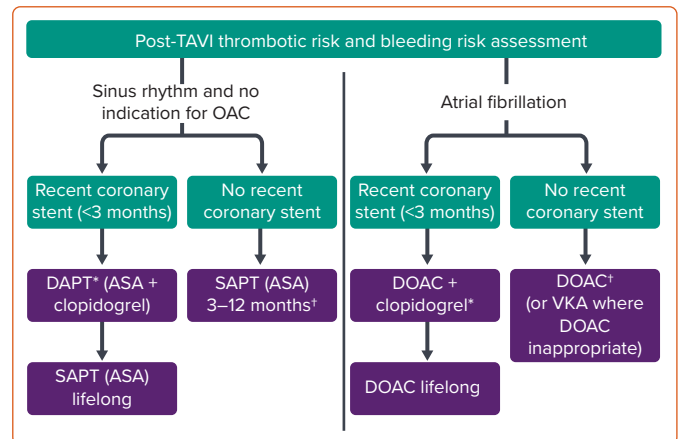 Post-TAVI thrombotic risk and bleeding risk assessment
Sinus rhythm and no
indication for OAC
Atrial fibrillation
Recent coronary
stent (<3 months)
No recent
coronary stent
Recent coronary
stent (<3 months)
No recent
coronary stent
DAPT* (ASA +
clopidogrel)
SAPT (ASA)
3–12 months†
DOAC +
clopidogrel*
DOAC†
(or VKA where
DOAC
inappropriate)
SAPT (ASA)
lifelong
DOAC lifelong